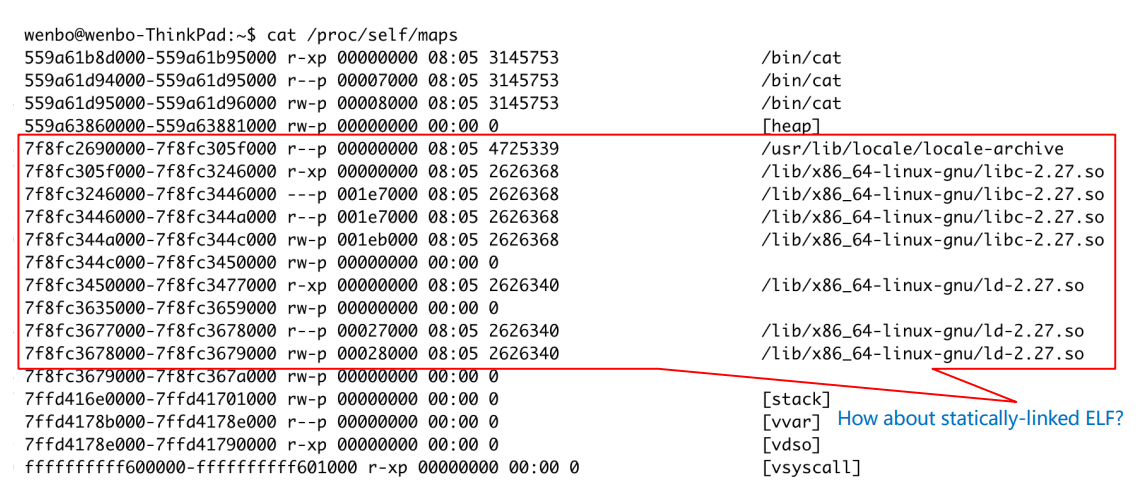 wenbo@wenbo-ThinkPad:~$ cat /proc/self/maps
559a61b8d000-559a61b95000 r-xp 00000000 08:05 3145753 /bin/cat
559a61d94000-559a61d95000 r--p 00007000 08:05 3145753 /bin/cat
559a61d95000-559a61d96000 rw-p 00008000 08:05 3145753 /bin/cat
559a63860000-559a63881000 rw-p 00000000 00:00 0 [heap]
7f8fc2690000-7f8fc305f000 r--p 00000000 08:05 4725339 /usr/lib/locale/locale-archive
7f8fc305f000-7f8fc3246000 r-xp 00000000 08:05 2626368 /lib/x86_64-linux-gnu/libc-2.27.so
7f8fc3246000-7f8fc3446000 ---p 001e7000 08:05 2626368 /lib/x86_64-linux-gnu/libc-2.27.so
7f8fc3446000-7f8fc344a000 r--p 001e7000 08:05 2626368 /lib/x86_64-linux-gnu/libc-2.27.so
7f8fc344a000-7f8fc344c000 rw-p 001eb000 08:05 2626368 /lib/x86_64-linux-gnu/libc-2.27.so
7f8fc344c000-7f8fc3450000 rw-p 00000000 00:00 0
7f8fc3450000-7f8fc3477000 r-xp 00000000 08:05 2626340 /lib/x86_64-linux-gnu/ld-2.27.so
7f8fc3635000-7f8fc3659000 rw-p 00000000 00:00 0
7f8fc3677000-7f8fc3678000 r--p 00027000 08:05 2626340 /lib/x86_64-linux-gnu/ld-2.27.so
7f8fc3678000-7f8fc3679000 rw-p 00028000 08:05 2626340 /lib/x86_64-linux-gnu/ld-2.27.so
7f8fc3679000-7f8fc367a000 rw-p 00000000 00:00 0
7ffd416e0000-7ffd41701000 rw-p 00000000 00:00 0 [stack]
7ffd4178b000-7ffd4178e000 r--p 00000000 00:00 0 [vvar]
How about statically-linked ELF?
7ffd4178e000-7ffd41790000 r-xp 00000000 00:00 0 [vdso]
ffffffffff600000-ffffffffff601000 r-xp 00000000 00:00 0 [vsyscall]